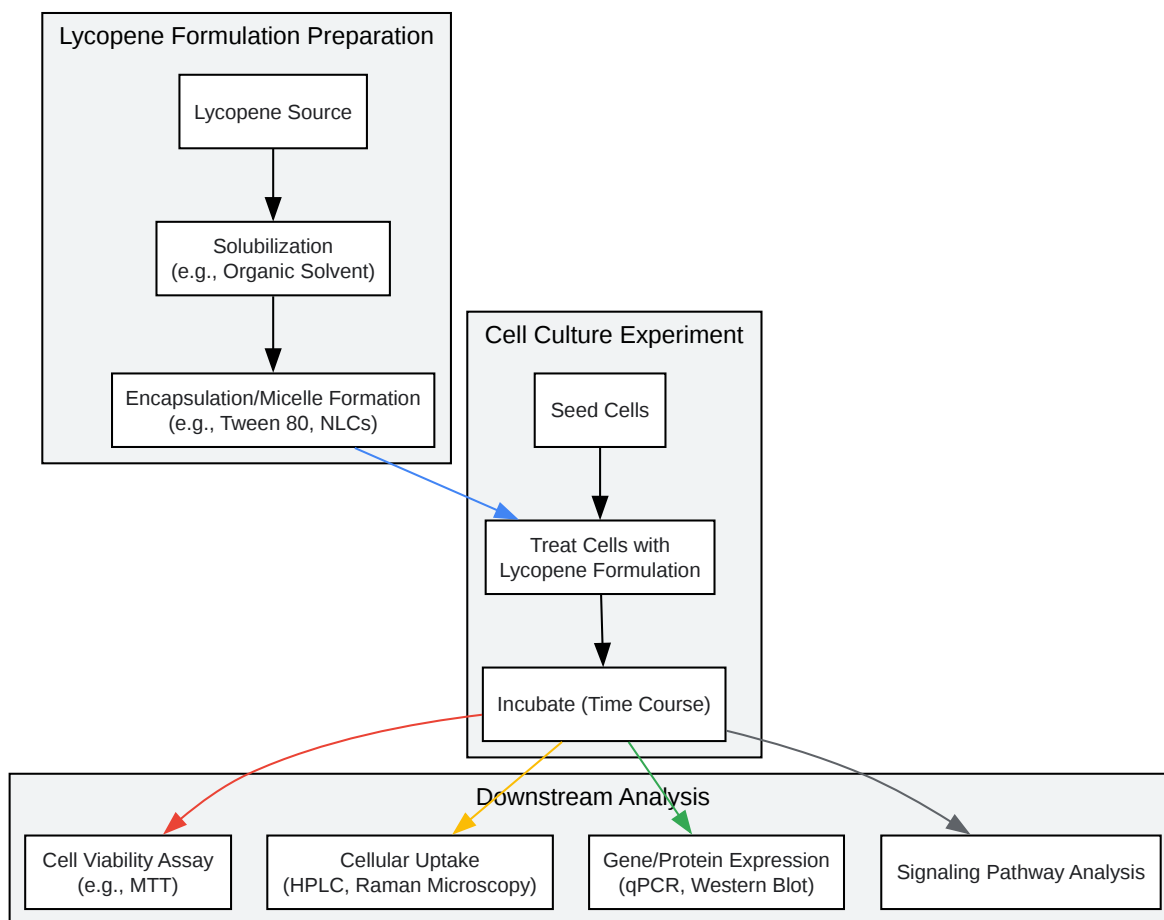 Lycopene Formulation Preparation
Lycopene Source
Solubilization
(e.g., Organic Solvent)
Encapsulation/Micelle Formation
(e.g., Tween 80, NLCs)
Cell Culture Experiment
Seed Cells
Treat Cells with
Lycopene Formulation
Incubate (Time Course)
Downstream Analysis
Cell Viability Assay
(e.g., MTT)
Cellular Uptake
(HPLC, Raman Microscopy)
Gene/Protein Expression
(qPCR, Western Blot)
Signaling Pathway Analysis